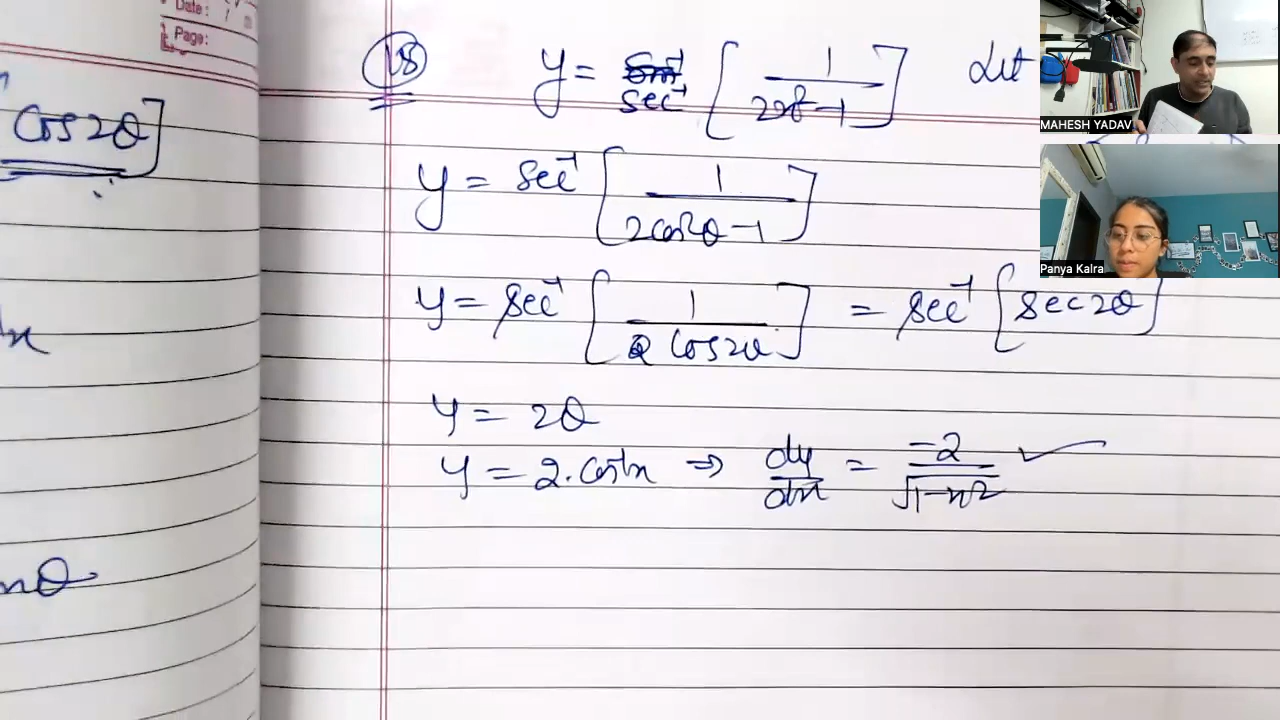 Date: /
Page:
Cos2θ]
18 y = sec⁻¹ [ 1 / 2x²-1 ] Let
y = sec⁻¹ [ 1 / 2cos²θ-1 ]
y = sec⁻¹ [ 1 / Cos2θ ] = sec⁻¹ [ sec2θ ]
y = 2θ
y = 2.cos⁻¹x ⇒ dy/dx = -2/√1-x²
MAHESH YADAV
Panya Kalra